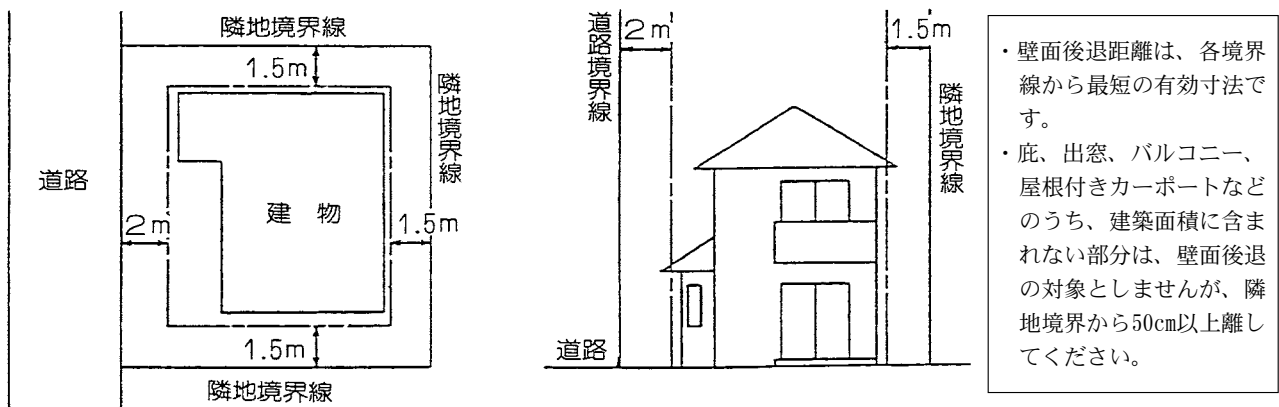 隣地境界線
1.5m
隣地境界線
道路
建 物
2m
1.5m
1.5m
隣地境界線
道路境界線
2m
1.5m
隣地境界線
道路
・壁面後退距離は、各境界
線から最短の有効寸法で
す。
・庇、出窓、バルコニー、
屋根付きカーポートなど
のうち、建築面積に含ま
れない部分は、壁面後退
の対象としませんが、隣
地境界から50cm以上離し
てください。